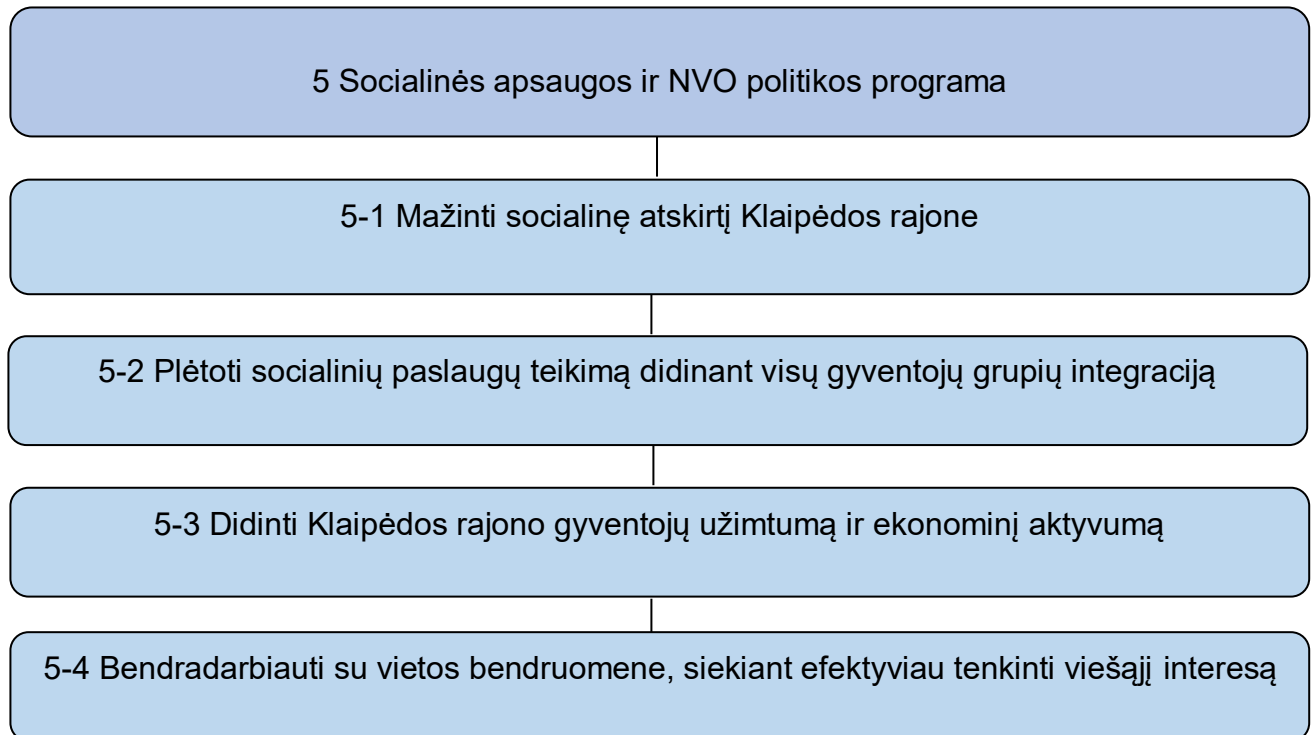 5 Socialinės apsaugos ir NVO politikos programa
5-1 Mažinti socialinę atskirtį Klaipėdos rajone
5-2 Plėtoti socialinių paslaugų teikimą didinant visų gyventojų grupių integraciją
5-3 Didinti Klaipėdos rajono gyventojų užimtumą ir ekonominį aktyvumą
5-4 Bendradarbiauti su vietos bendruomene, siekiant efektyviau tenkinti viešąjį interesą